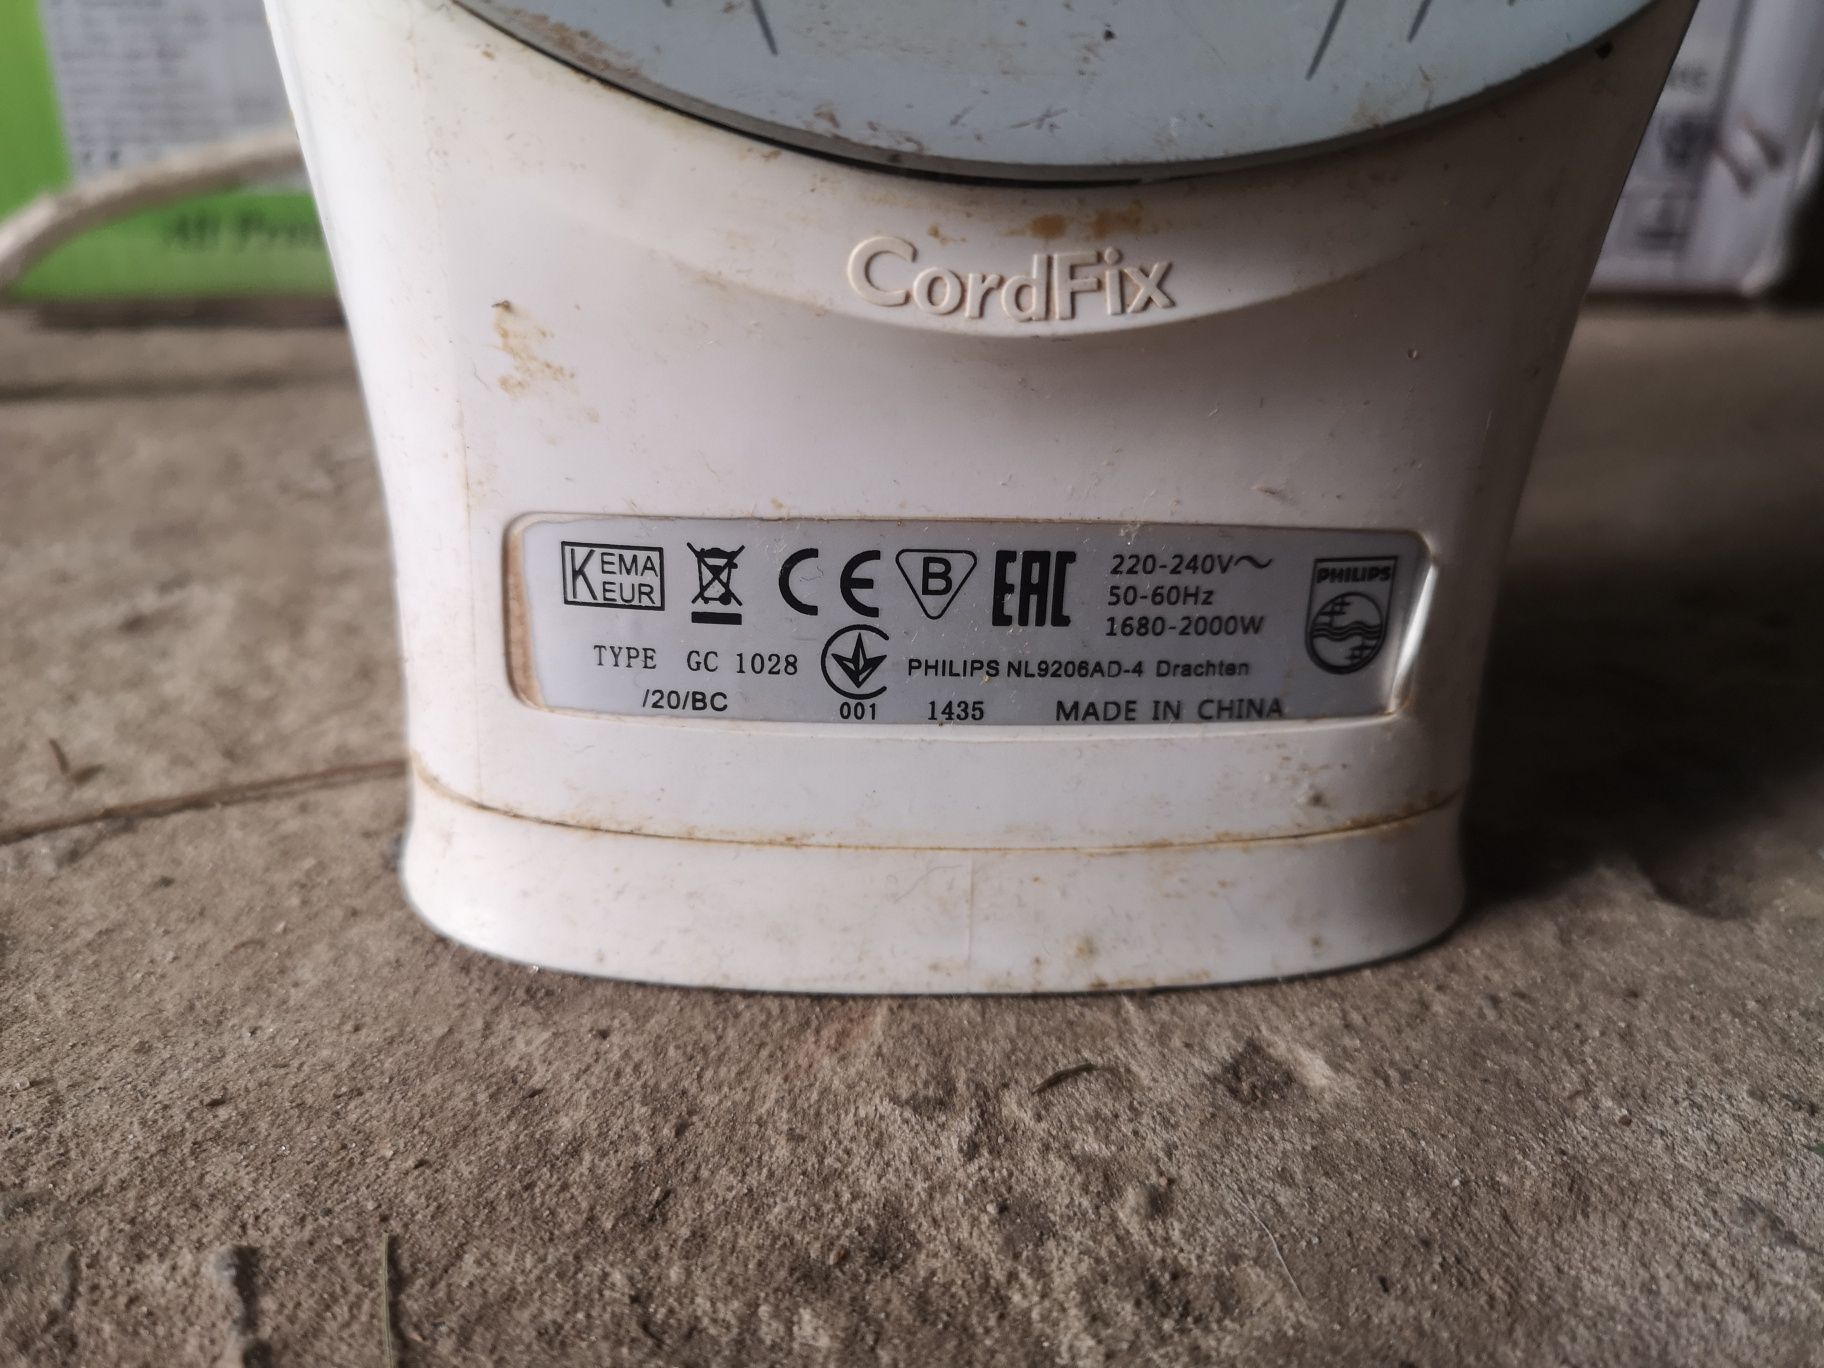 CordFix
KEMA EUR
CE
B
EAC
220-240V~
50-60Hz
1680-2000W
PHILIPS
TYPE GC 1028
/20/BC
PHILIPS NL9206AD-4 Drachten
001 1435 MADE IN CHINA